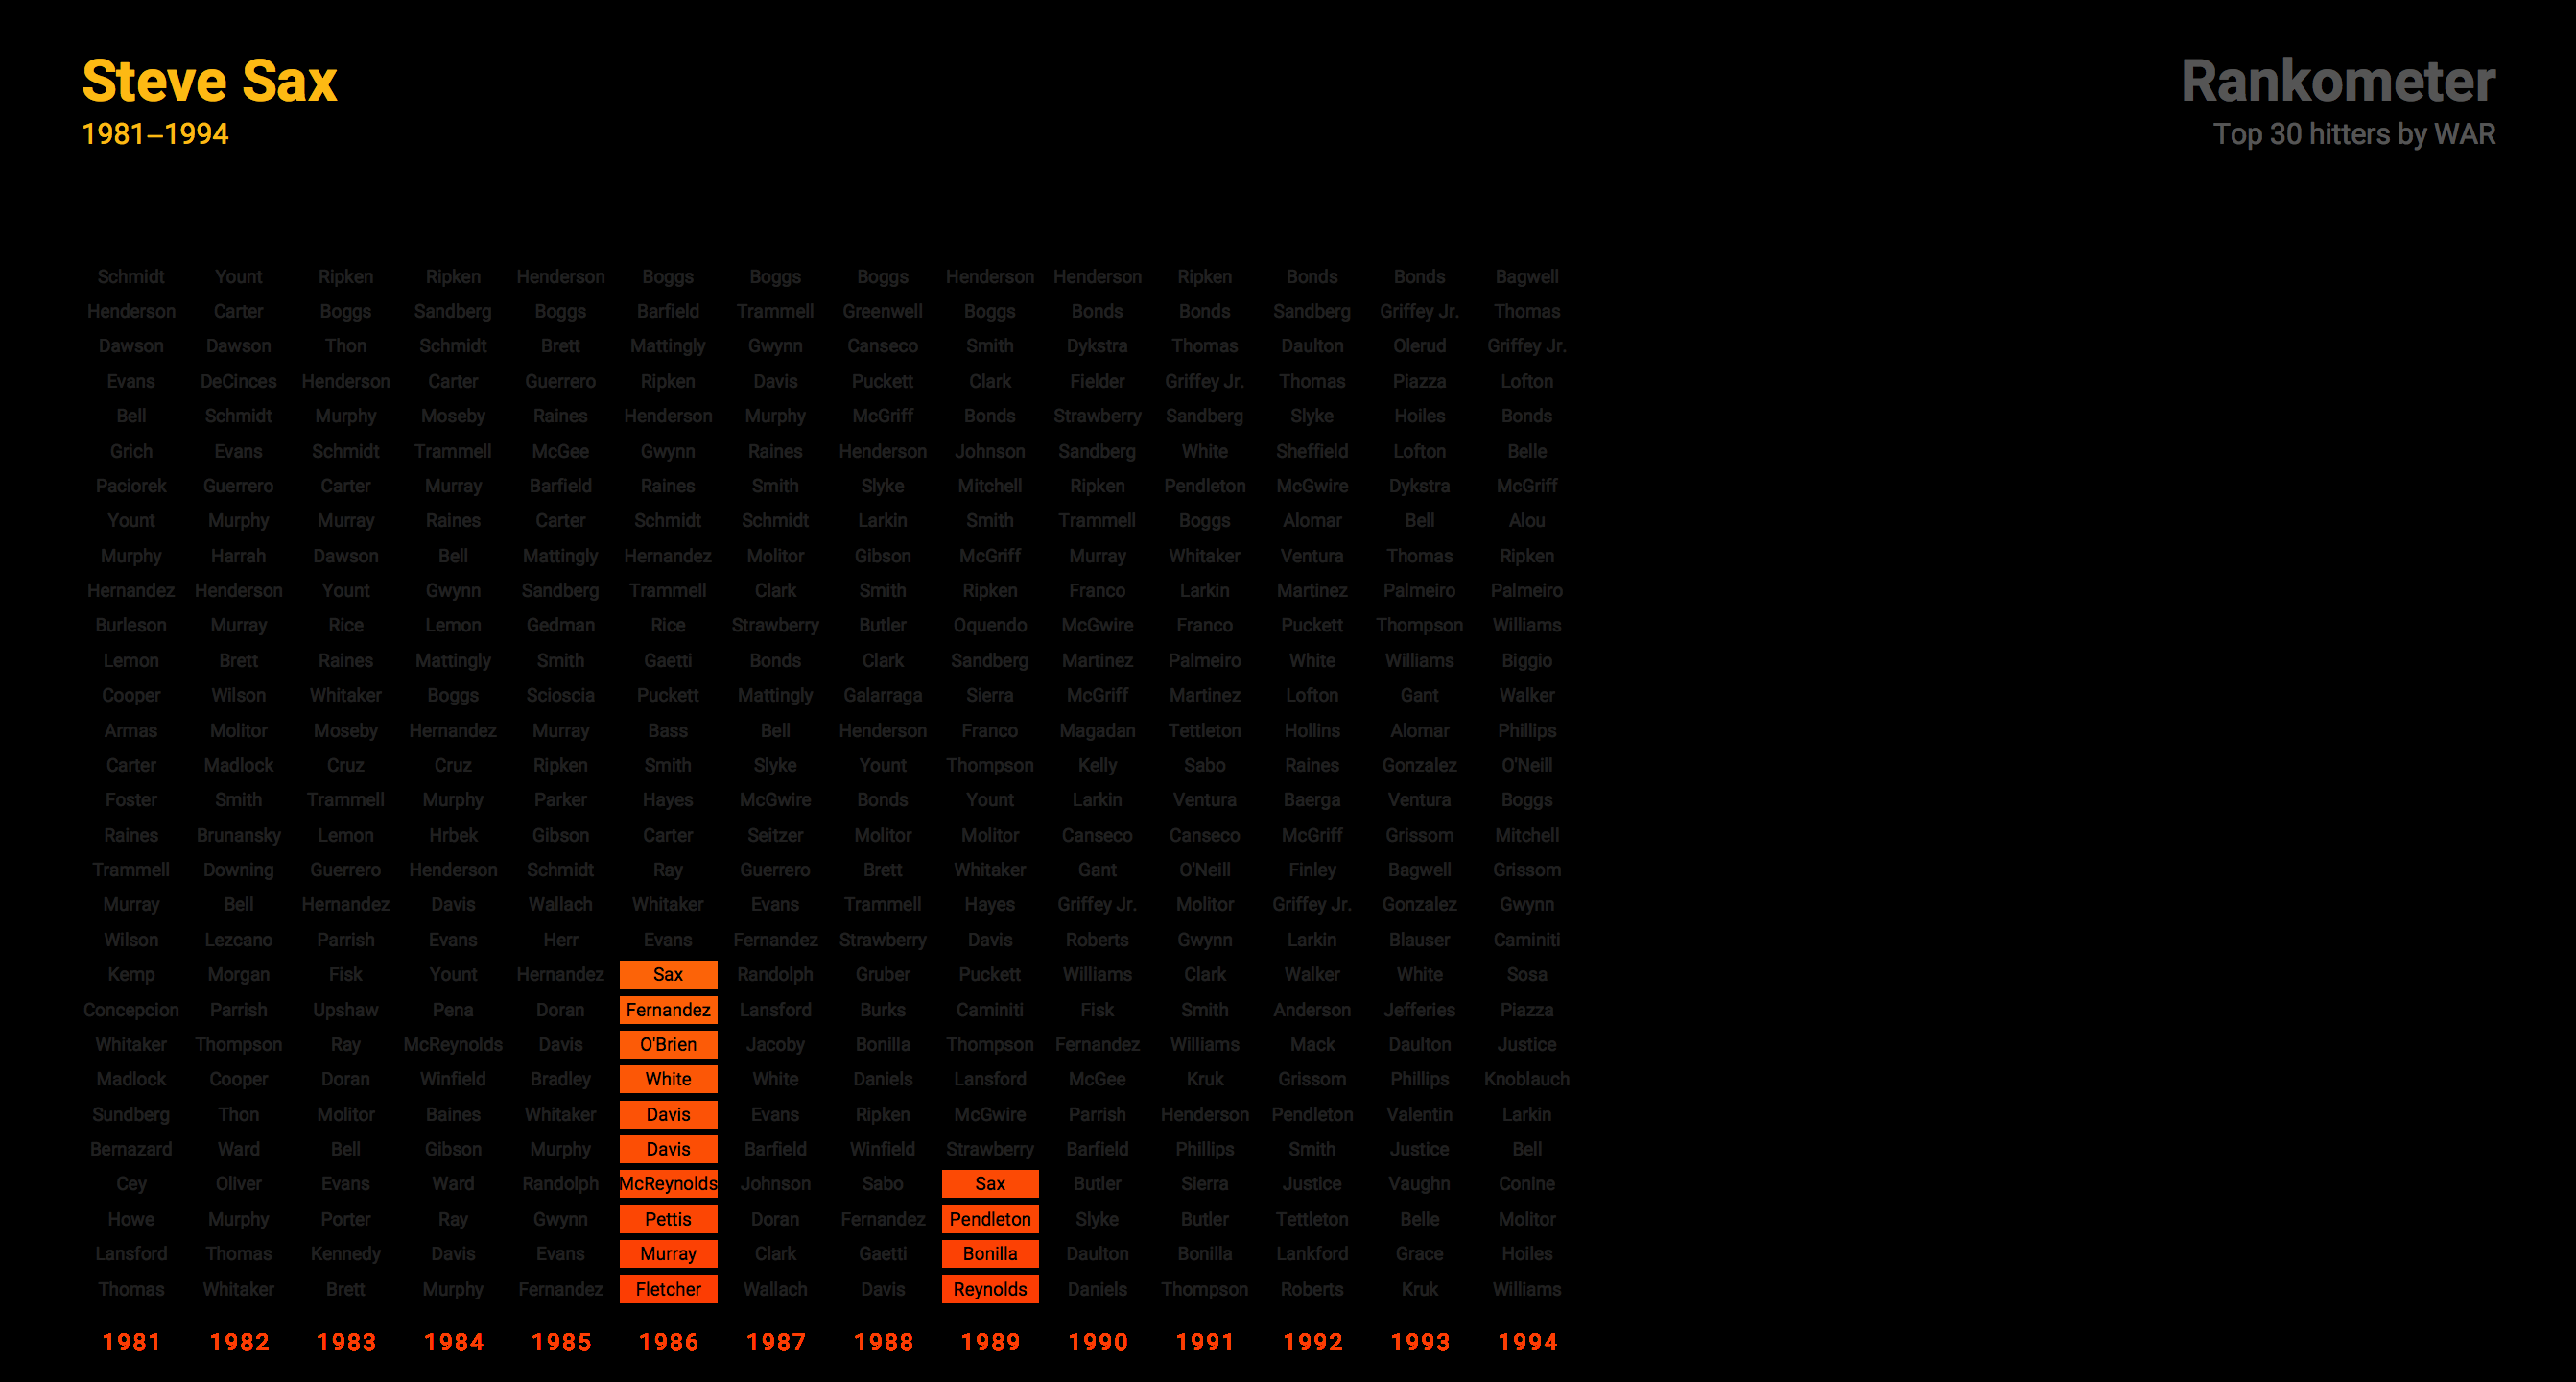 Steve Sax
1981–1994
Rankometer
Top 30 hitters by WAR
Schmidt Yount Ripken Ripken Henderson Boggs Boggs Boggs Henderson Henderson Ripken Bonds Bonds Bagwell
Henderson Carter Boggs Sandberg Boggs Barfield Trammell Greenwell Boggs Bonds Bonds Sandberg Griffey Jr. Thomas
Dawson Dawson Thon Schmidt Brett Mattingly Gwynn Canseco Smith Dykstra Thomas Daulton Olerud Griffey Jr.
Evans DeCinces Henderson Carter Guerrero Ripken Davis Puckett Clark Fielder Griffey Jr. Thomas Piazza Lofton
Bell Schmidt Murphy Moseby Raines Henderson Murphy McGriff Bonds Strawberry Sandberg Slyke Hoiles Bonds
Grich Evans Schmidt Trammell McGee Gwynn Raines Henderson Johnson Sandberg White Sheffield Lofton Belle
Paciorek Guerrero Carter Murray Barfield Raines Smith Slyke Mitchell Ripken Pendleton McGwire Dykstra McGriff
Yount Murphy Murray Raines Carter Schmidt Schmidt Larkin Smith Trammell Boggs Alomar Bell Alou
Murphy Harrah Dawson Bell Mattingly Hernandez Molitor Gibson McGriff Murray Whitaker Ventura Thomas Ripken
Hernandez Henderson Yount Gwynn Sandberg Trammell Clark Smith Ripken Franco Larkin Martinez Palmeiro Palmeiro
Burleson Murray Rice Lemon Gedman Rice Strawberry Butler Oquendo McGwire Franco Puckett Thompson Williams
Lemon Brett Raines Mattingly Smith Gaetti Bonds Clark Sandberg Martinez Palmeiro White Williams Biggio
Cooper Wilson Whitaker Boggs Scioscia Puckett Mattingly Galarraga Sierra McGriff Martinez Lofton Gant Walker
Armas Molitor Moseby Hernandez Murray Bass Bell Henderson Franco Magadan Tettleton Hollins Alomar Phillips
Carter Madlock Cruz Cruz Ripken Smith Slyke Yount Thompson Kelly Sabo Raines Gonzalez O'Neill
Foster Smith Trammell Murphy Parker Hayes McGwire Bonds Yount Larkin Ventura Baerga Ventura Boggs
Raines Brunansky Lemon Hrbek Gibson Carter Seitzer Molitor Molitor Canseco Canseco McGriff Grissom Mitchell
Trammell Downing Guerrero Henderson Schmidt Ray Guerrero Brett Whitaker Gant O'Neill Finley Bagwell Grissom
Murray Bell Hernandez Davis Wallach Whitaker Evans Trammell Hayes Griffey Jr. Molitor Griffey Jr. Gonzalez Gwynn
Wilson Lezcano Parrish Evans Herr Evans Fernandez Strawberry Davis Roberts Gwynn Larkin Blauser Caminiti
Kemp Morgan Fisk Yount Hernandez Sax Randolph Gruber Puckett Williams Clark Walker White Sosa
Concepcion Parrish Upshaw Pena Doran Fernandez Lansford Burks Caminiti Fisk Smith Anderson Jefferies Piazza
Whitaker Thompson Ray McReynolds Davis O'Brien Jacoby Bonilla Thompson Fernandez Williams Mack Daulton Justice
Madlock Cooper Doran Winfield Bradley White White Daniels Lansford McGee Kruk Grissom Phillips Knoblauch
Sundberg Thon Molitor Baines Whitaker Davis Evans Ripken McGwire Parrish Henderson Pendleton Valentin Larkin
Bernazard Ward Bell Gibson Murphy Davis Barfield Winfield Strawberry Barfield Phillips Smith Justice Bell
Cey Oliver Evans Ward Randolph McReynolds Johnson Sabo Sax Butler Sierra Justice Vaughn Conine
Howe Murphy Porter Ray Gwynn Pettis Doran Fernandez Pendleton Slyke Butler Tettleton Belle Molitor
Lansford Thomas Kennedy Davis Evans Murray Clark Gaetti Bonilla Daulton Bonilla Lankford Grace Hoiles
Thomas Whitaker Brett Murphy Fernandez Fletcher Wallach Davis Reynolds Daniels Thompson Roberts Kruk Williams
1981 1982 1983 1984 1985 1986 1987 1988 1989 1990 1991 1992 1993 1994